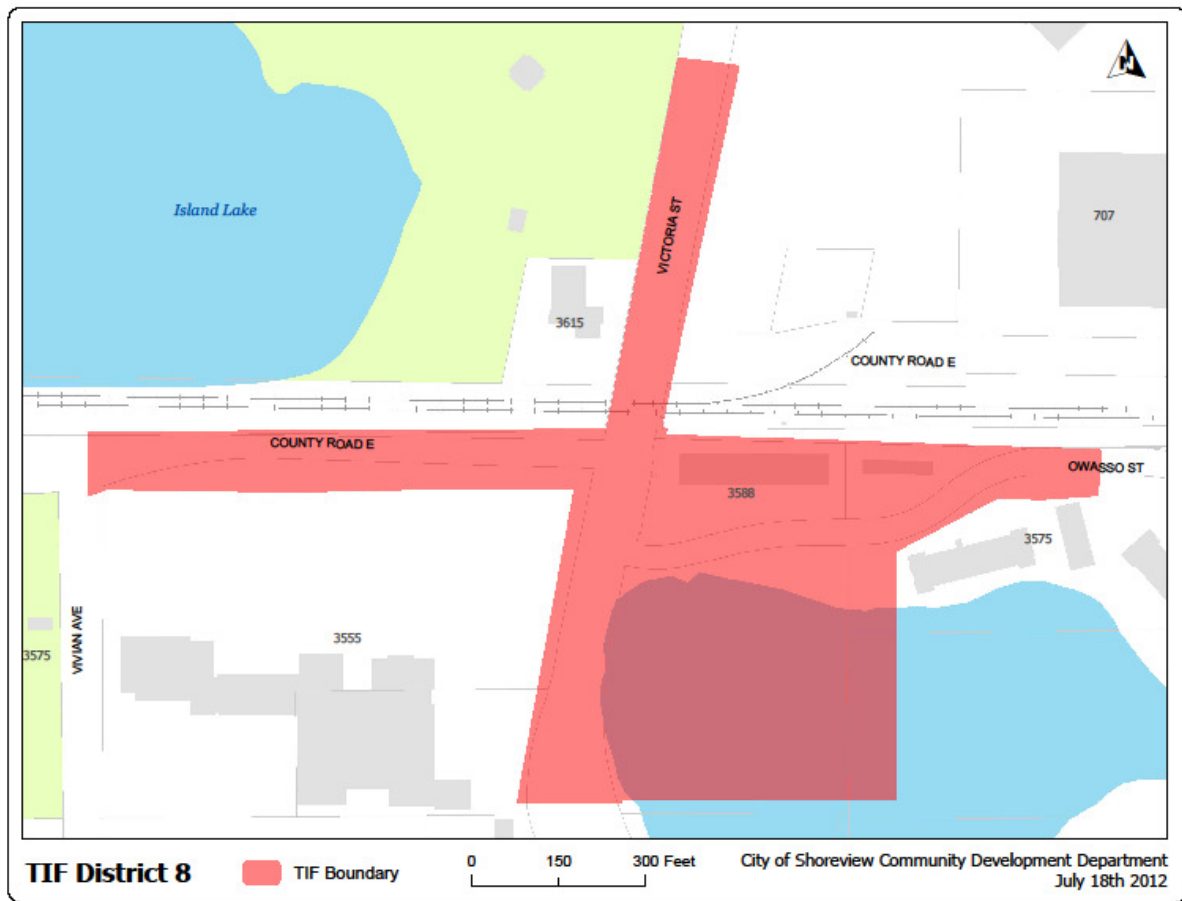 N
Island Lake
VICTORIA ST
707
3615
COUNTY ROAD E
COUNTY ROAD E
OWASSO ST
3588
3575
VIVIAN AVE
3555
3575
TIF District 8
TIF Boundary
0 150 300 Feet
City of Shoreview Community Development Department
July 18th 2012